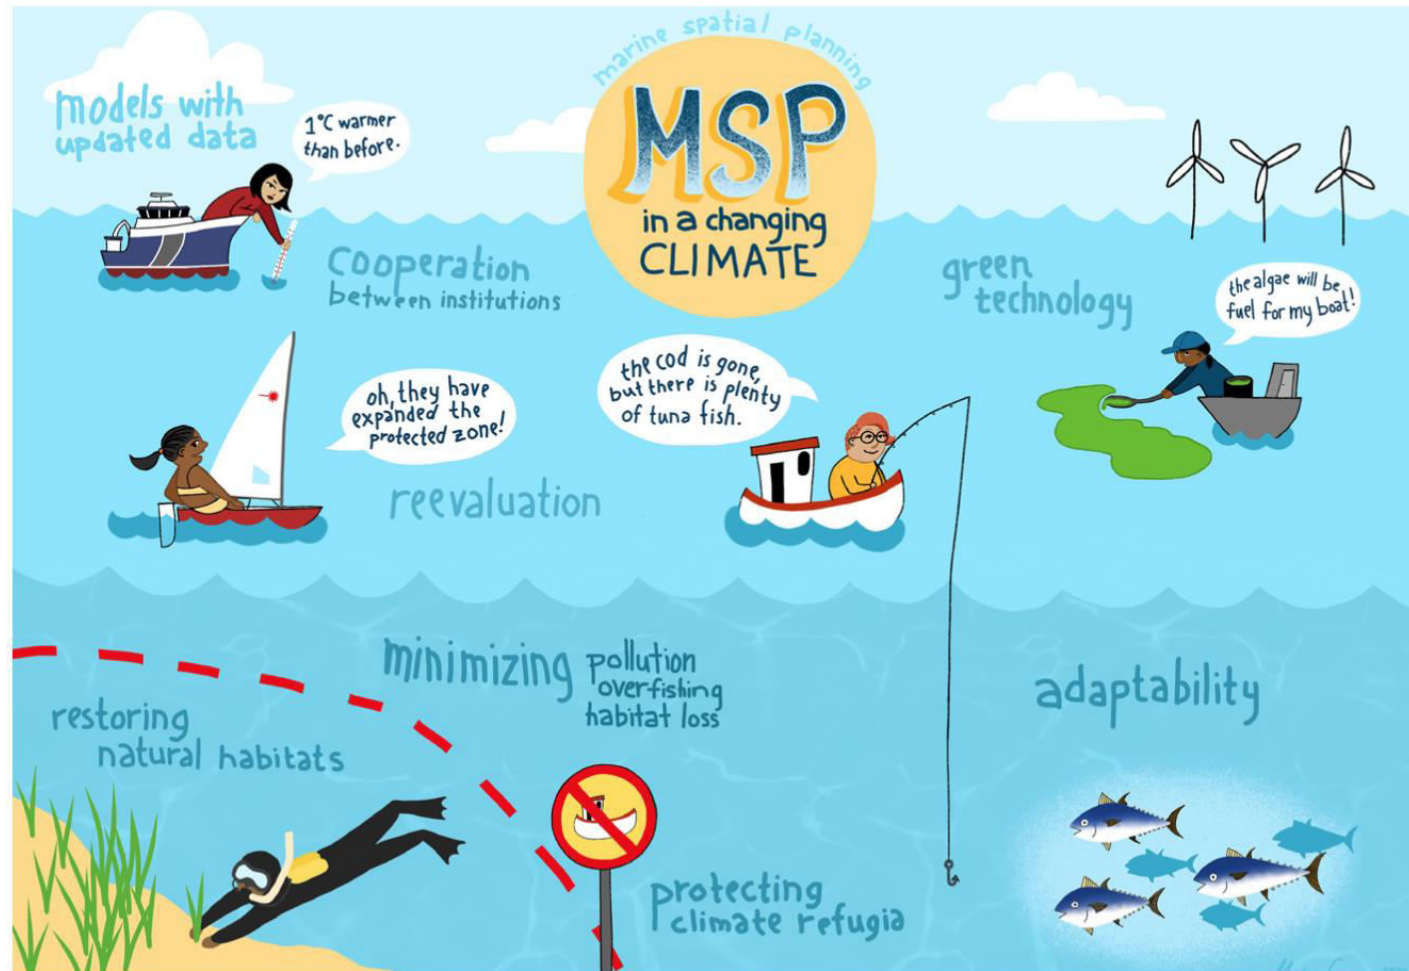 marine spatial planning
MSP
in a changing
CLIMATE
models with
updated data
1°C warmer
than before.
cooperation
between institutions
green
technology
the algae will be
fuel for my boat!
oh, they have
expanded the
protected zone!
the cod is gone,
but there is plenty
of tuna fish.
reevaluation
minimizing
pollution
over-fishing
habitat loss
adaptability
restoring
natural habitats
protecting
climate refugia